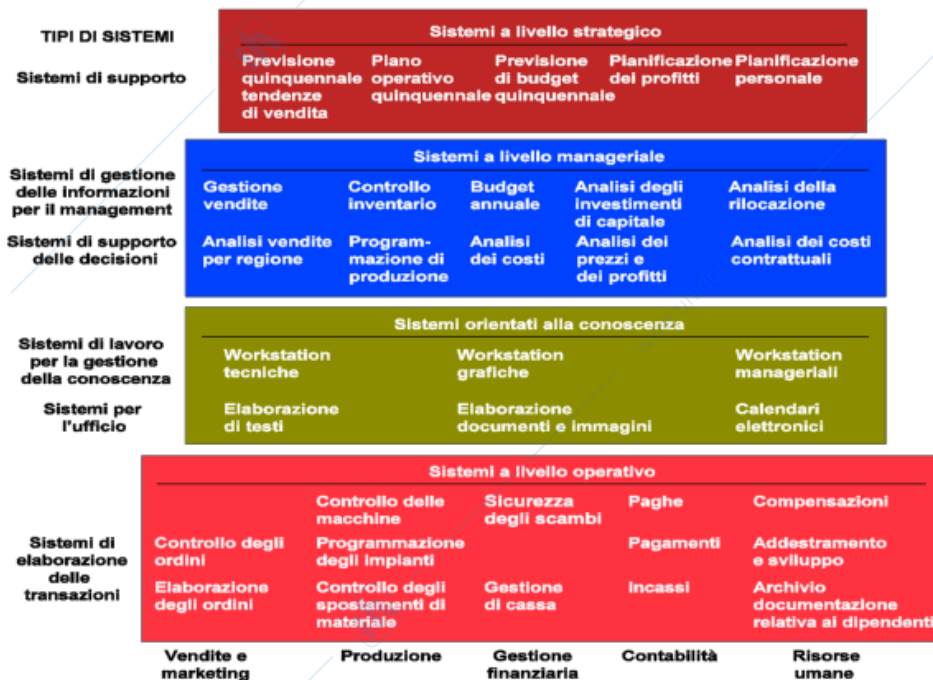 TIPI DI SISTEMI
Sistemi di supporto
Sistemi a livello strategico
Previsione quinquennale tendenze di vendita
Piano operativo quinquennale
Previsione di budget quinquennale
Planificazione dei profitti
Planificazione personale
Sistemi di gestione delle informazioni per il management
Sistemi di supporto delle decisioni
Sistemi a livello manageriale
Gestione vendite
Controllo inventario
Budget annuale
Analisi degli investimenti di capitale
Analisi della rilocazione
Analisi vendite per regione
Program-
mazione di produzione
Analisi dei costi
Analisi dei prezzi e dei profitti
Analisi dei costi contrattuali
Sistemi di lavoro per la gestione della conoscenza
Sistemi per l'ufficio
Sistemi orientati alla conoscenza
Workstation tecniche
Workstation grafiche
Workstation manageriali
Elaborazione di testi
Elaborazione documenti e immagini
Calendari elettronici
Sistemi di elaborazione delle transazioni
Sistemi a livello operativo
Controllo delle macchine
Sicurezza degli scambi
Paghe
Compensazioni
Controllo degli ordini
Programmazione degli impianti
Pagamenti
Addestramento e sviluppo
Elaborazione degli ordini
Controllo degli spostamenti di materiale
Gestione di cassa
Incassi
Archivio documentazione relativa ai dipendenti
Vendite e marketing
Produzione
Gestione finanziaria
Contabilità
Risorse umane